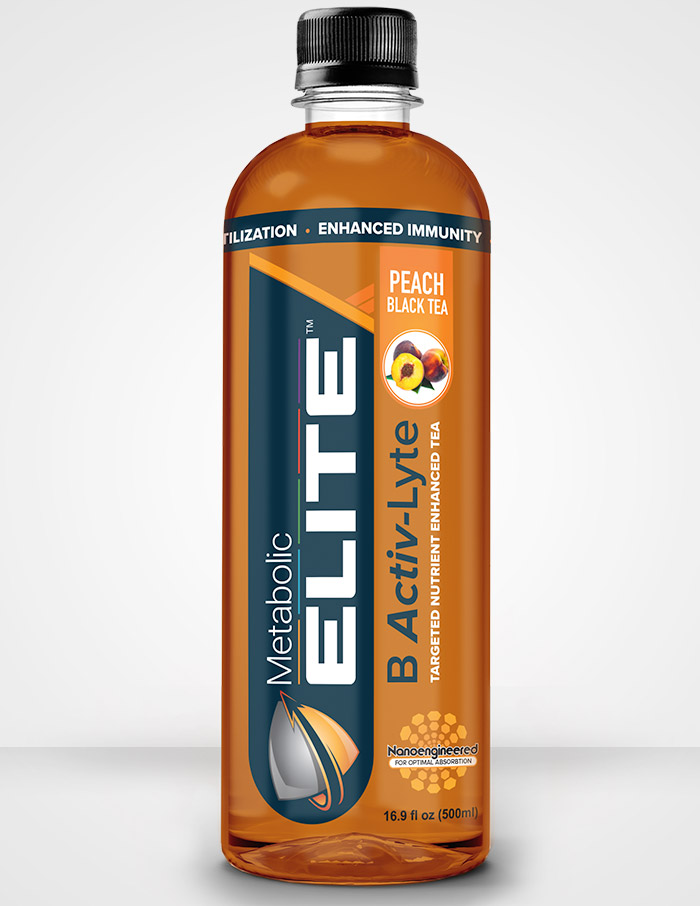 TILIZATION • ENHANCED IMMUNITY
PEACH
BLACK TEA
Metabolic
ELITE™
B Activ-Lyte
TARGETED NUTRIENT ENHANCED TEA
Nanoengineered
FOR OPTIMAL ABSORBTION
16.9 fl oz (500ml)